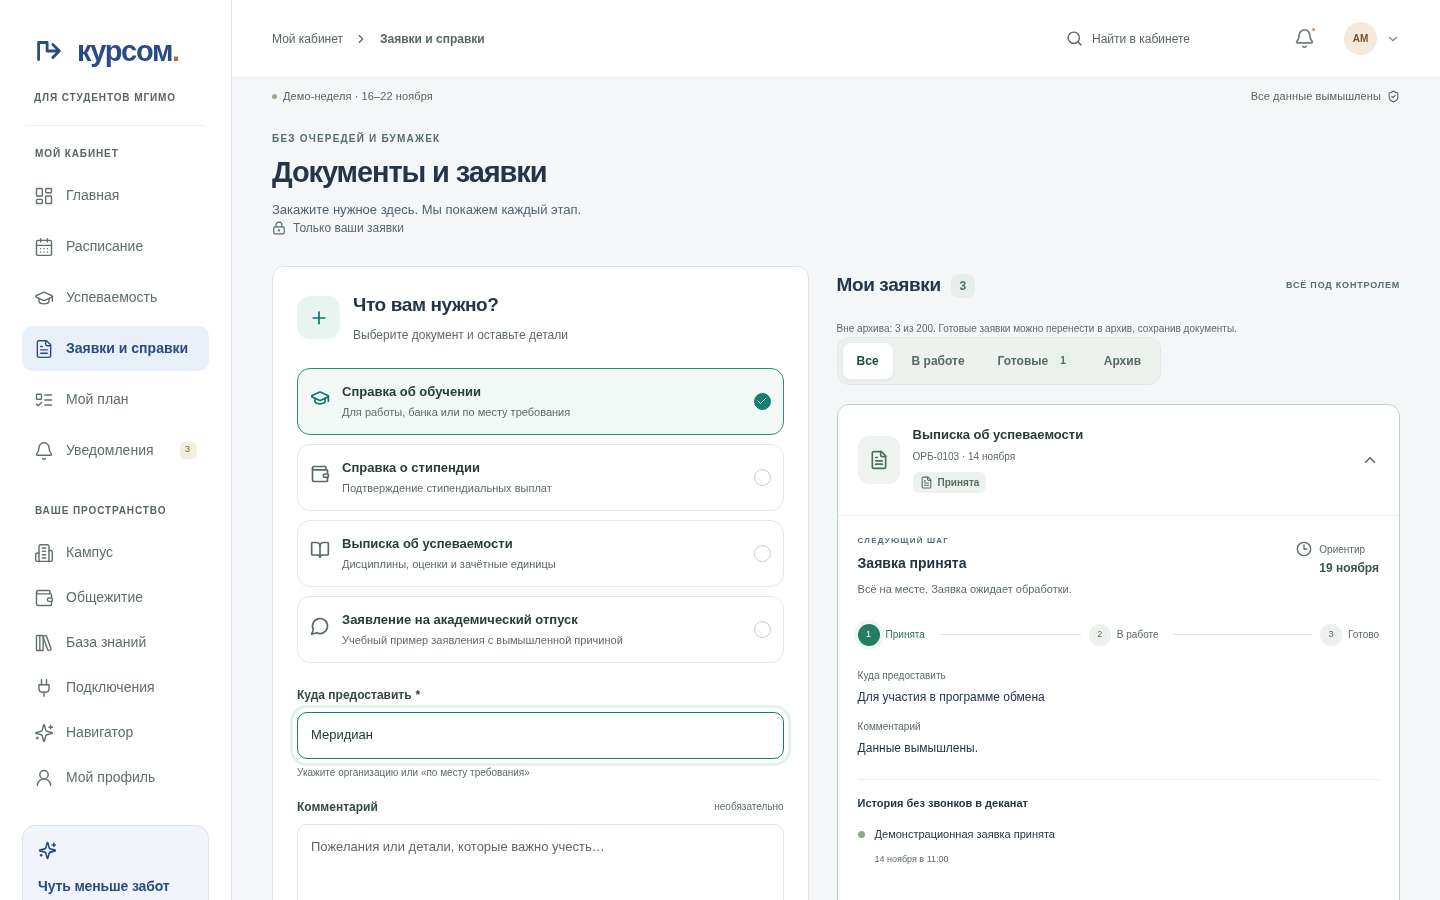 курсом.
ДЛЯ СТУДЕНТОВ МГИМО
МОЙ КАБИНЕТ
Главная
Расписание
Успеваемость
Заявки и справки
Мой план
Уведомления 3
ВАШЕ ПРОСТРАНСТВО
Кампус
Общежитие
База знаний
Подключения
Навигатор
Мой профиль
Чуть меньше забот
Мой кабинет
Заявки и справки
Найти в кабинете
АМ
Демо-неделя · 16–22 ноября
Все данные вымышлены
БЕЗ ОЧЕРЕДЕЙ И БУМАЖЕК
Документы и заявки
Закажите нужное здесь. Мы покажем каждый этап.
Только ваши заявки
Что вам нужно?
Выберите документ и оставьте детали
Справка об обучении
Для работы, банка или по месту требования
Справка о стипендии
Подтверждение стипендиальных выплат
Выписка об успеваемости
Дисциплины, оценки и зачётные единицы
Заявление на академический отпуск
Учебный пример заявления с вымышленной причиной
Куда предоставить *
Меридиан
Укажите организацию или «по месту требования»
Комментарий
необязательно
Пожелания или детали, которые важно учесть…
Мои заявки 3
ВСЁ ПОД КОНТРОЛЕМ
Вне архива: 3 из 200. Готовые заявки можно перенести в архив, сохранив документы.
Все
В работе
Готовые 1
Архив
Выписка об успеваемости
ОРБ-0103 · 14 ноября
Принята
СЛЕДУЮЩИЙ ШАГ
Заявка принята
Всё на месте. Заявка ожидает обработки.
Ориентир
19 ноября
1 Принята
2 В работе
3 Готово
Куда предоставить
Для участия в программе обмена
Комментарий
Данные вымышлены.
История без звонков в деканат
Демонстрационная заявка принята
14 ноября в 11:00